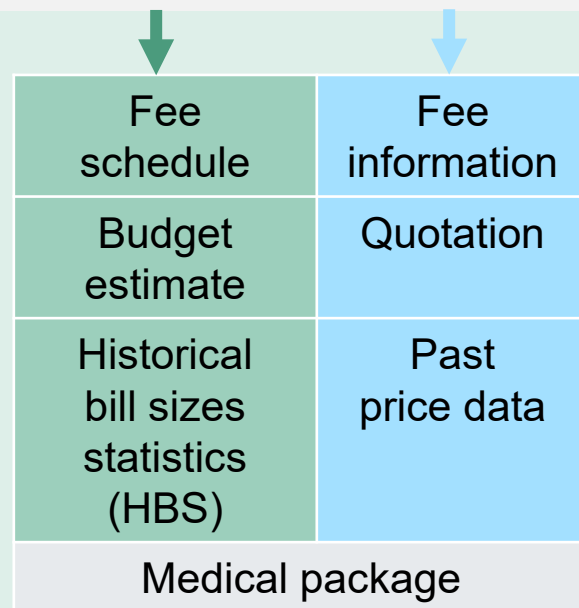 Fee
schedule
Fee
information
Budget
estimate
Quotation
Historical
bill sizes
statistics
(HBS)
Past
price data
Medical package